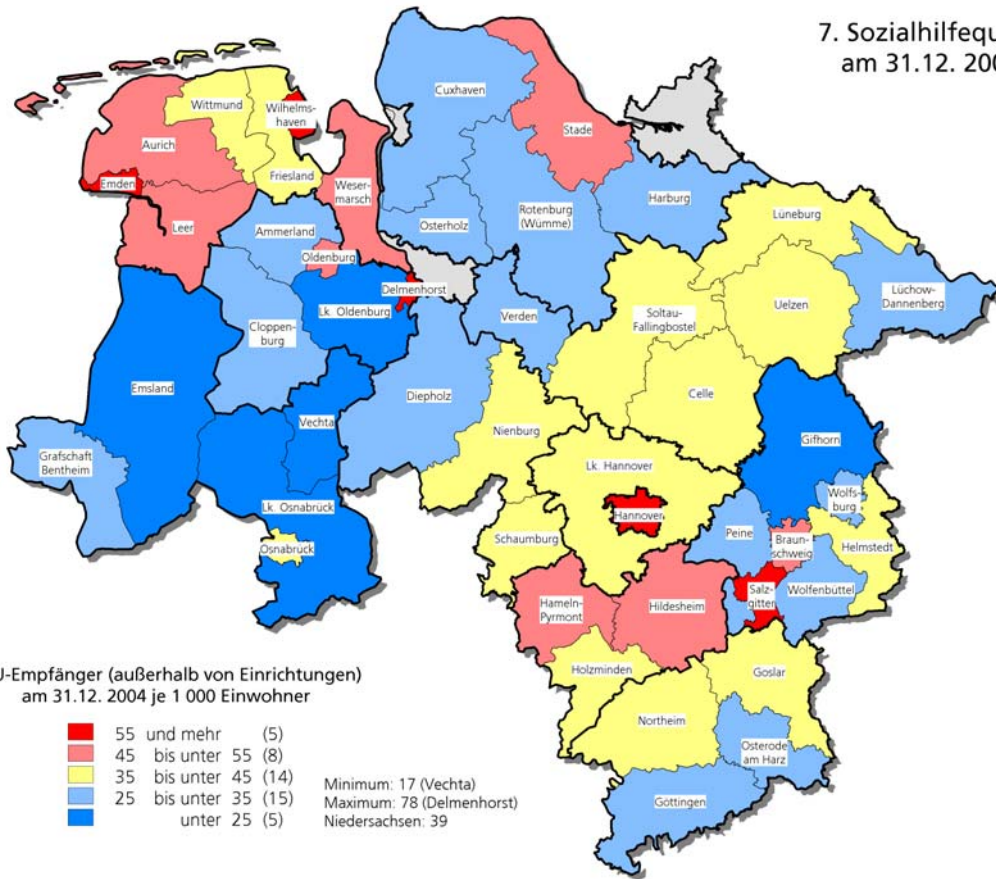 7. Sozialhilfequ
am 31.12. 200
Cuxhaven
Wittmund
Wilhelms-
haven
Stade
Aurich
Friesland
Emden
Weser-
marsch
Harburg
Leer
Lüneburg
Osterholz
Rotenburg
(Wümme)
Ammerland
Oldenburg
Delmenhorst
Lüchow-
Dannenberg
Uelzen
Lk. Oldenburg
Verden
Soltau-
Fallingbostel
Cloppen-
burg
Emsland
Diepholz
Celle
Vechta
Nienburg
Gifhorn
Grafschaft
Bentheim
Lk. Hannover
Wolfs-
burg
Lk. Osnabrück
Hannover
Peine
Braun-
schweig
Helmstedt
Osnabrück
Schaumburg
Salz-
gitter
Wolfenbüttel
Hameln-
Pyrmont
Hildesheim
Holzminden
Goslar
Northeim
Osterode
am Harz
Göttingen
U-Empfänger (außerhalb von Einrichtungen)
am 31.12. 2004 je 1 000 Einwohner
55 und mehr (5)
45 bis unter 55 (8)
35 bis unter 45 (14)
25 bis unter 35 (15)
unter 25 (5)
Minimum: 17 (Vechta)
Maximum: 78 (Delmenhorst)
Niedersachsen: 39